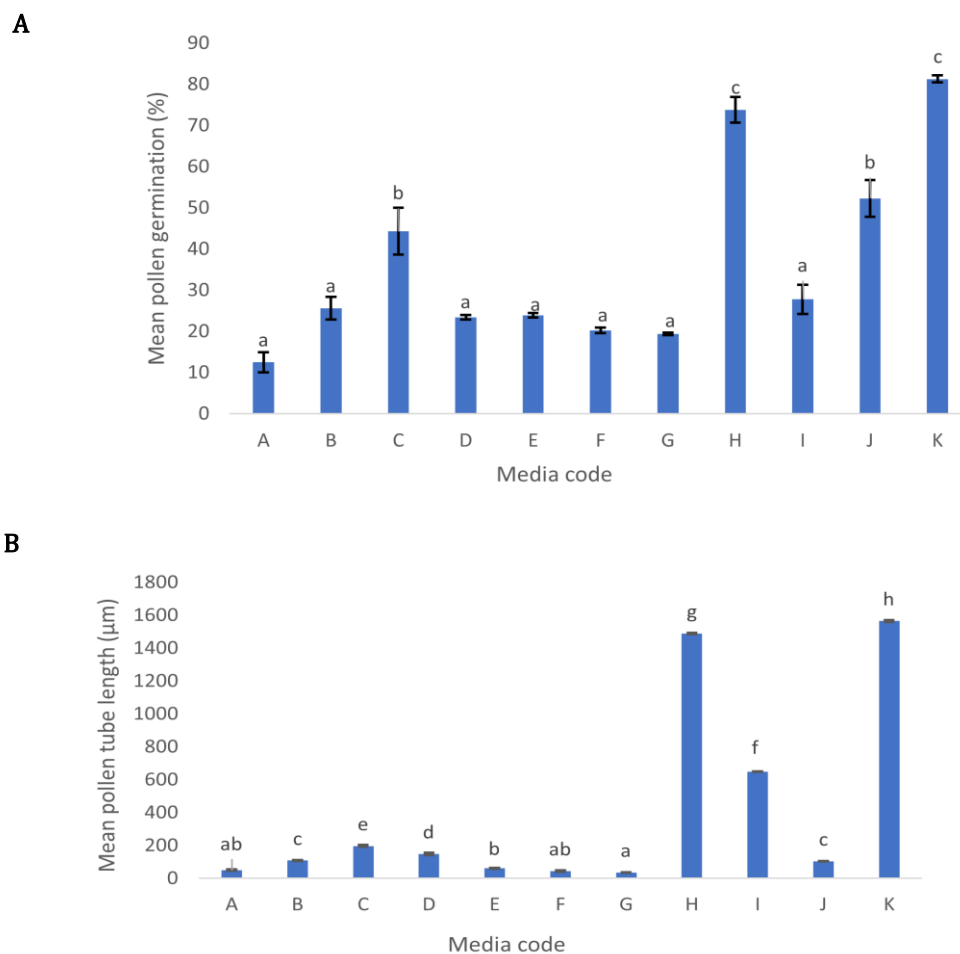 A
Mean pollen germination (%)
90
80
70
60
50
40
30
20
10
0
a
a
b
a
a
a
a
c
a
b
c
A B C D E F G H I J K
Media code
B
Mean pollen tube length (µm)
1800
1600
1400
1200
1000
800
600
400
200
0
ab
c
e
d
b
ab
a
g
f
c
h
A B C D E F G H I J K
Media code